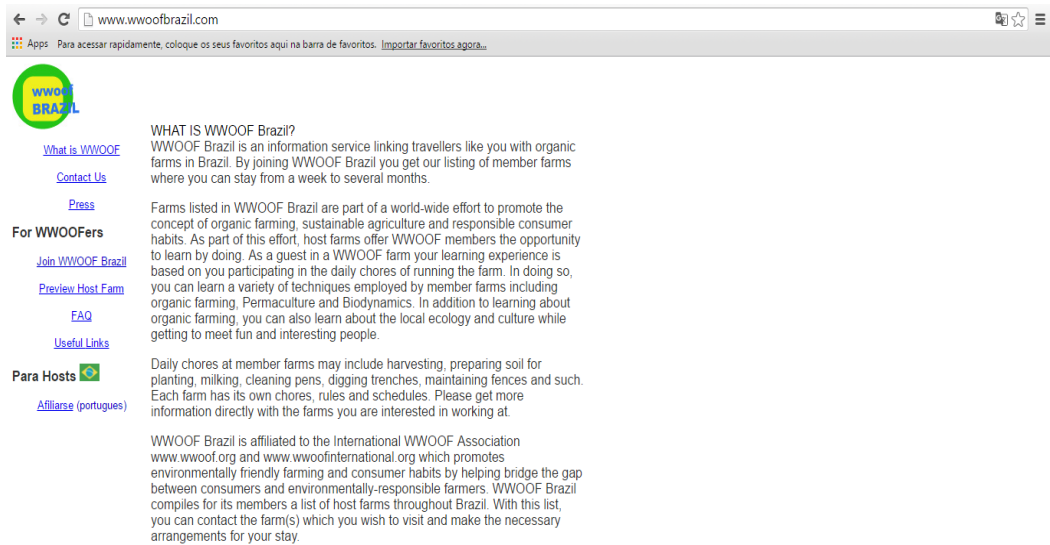 www.wwoofbrazil.com
Apps Para acessar rapidamente, coloque os seus favoritos aqui na barra de favoritos. Importar favoritos agora...
wwoof
BRAZIL
What is WWOOF
Contact Us
Press
For WWOOFers
Join WWOOF Brazil
Preview Host Farm
FAQ
Useful Links
Para Hosts
Afiliarse (portugues)
WHAT IS WWOOF Brazil?
WWOOF Brazil is an information service linking travellers like you with organic
farms in Brazil. By joining WWOOF Brazil you get our listing of member farms
where you can stay from a week to several months.
Farms listed in WWOOF Brazil are part of a world-wide effort to promote the
concept of organic farming, sustainable agriculture and responsible consumer
habits. As part of this effort, host farms offer WWOOF members the opportunity
to learn by doing. As a guest in a WWOOF farm your learning experience is
based on you participating in the daily chores of running the farm. In doing so,
you can learn a variety of techniques employed by member farms including
organic farming, Permaculture and Biodynamics. In addition to learning about
organic farming, you can also learn about the local ecology and culture while
getting to meet fun and interesting people.
Daily chores at member farms may include harvesting, preparing soil for
planting, milking, cleaning pens, digging trenches, maintaining fences and such.
Each farm has its own chores, rules and schedules. Please get more
information directly with the farms you are interested in working at.
WWOOF Brazil is affiliated to the International WWOOF Association
www.wwoof.org and www.wwoofinternational.org which promotes
environmentally friendly farming and consumer habits by helping bridge the gap
between consumers and environmentally-responsible farmers. WWOOF Brazil
compiles for its members a list of host farms throughout Brazil. With this list,
you can contact the farm(s) which you wish to visit and make the necessary
arrangements for your stay.